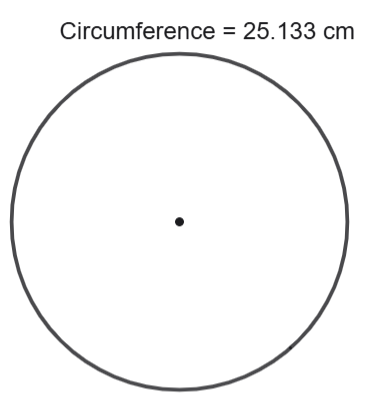 Circumference = 25.133 cm